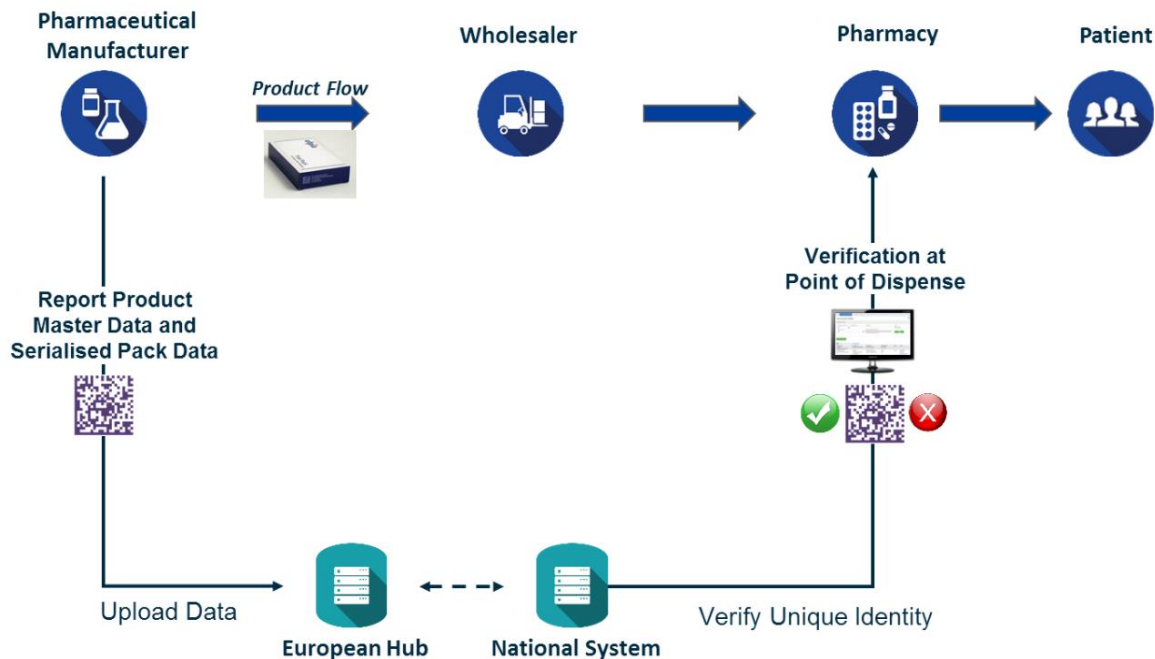 Pharmaceutical
Manufacturer
Wholesaler
Pharmacy
Patient
Product Flow
Report Product
Master Data and
Serialised Pack Data
Verification at
Point of Dispense
X
Upload Data
European Hub
National System
Verify Unique Identity